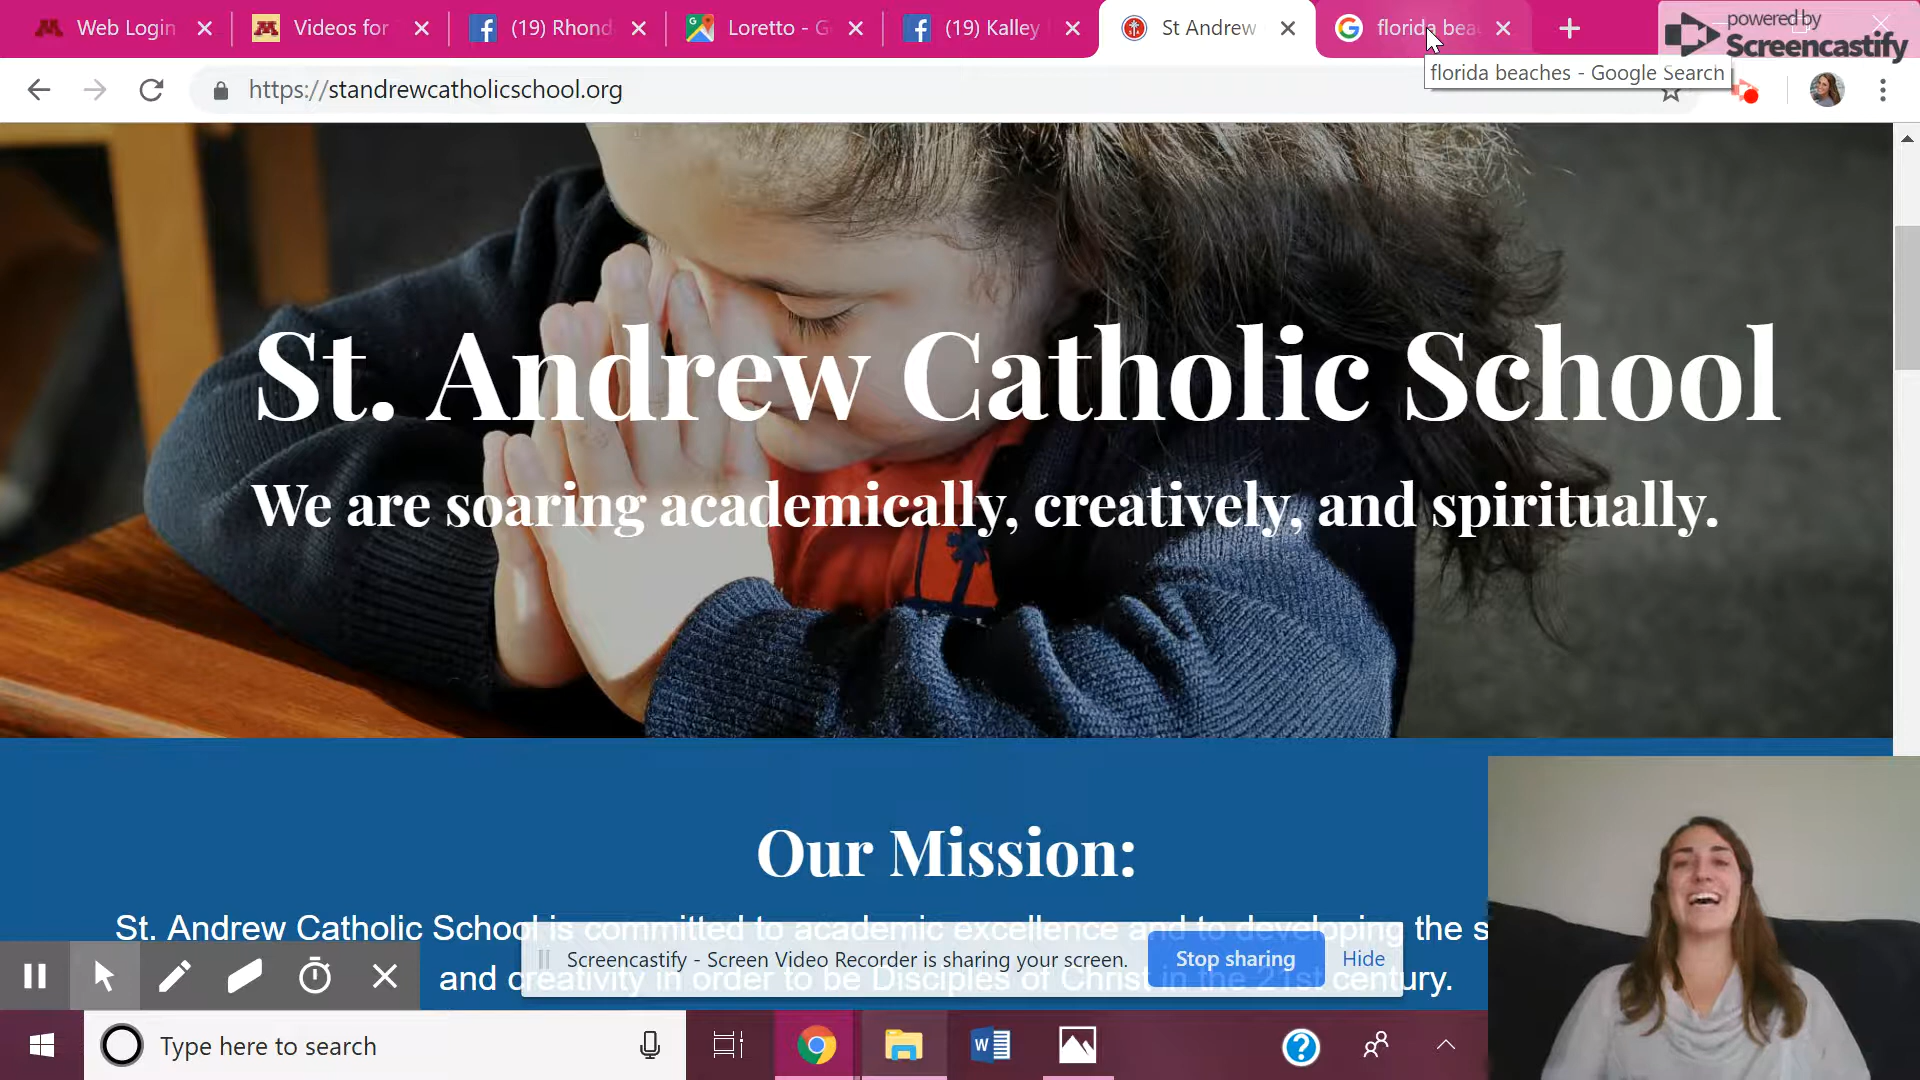 Web Login
Videos for
(19) Rhond
Loretto - G
(19) Kalley
St Andrew
florida bea
powered by
Screencastify
https://standrewcatholicschool.org
florida beaches - Google Search
St. Andrew Catholic School
We are soaring academically, creatively, and spiritually.
Our Mission:
St. Andrew Catholic School is committed to academic excellence and to developing the s
and creativity in order to be Disciples of Christ in the 21st century.
Screencastify - Screen Video Recorder is sharing your screen.
Stop sharing
Hide
Type here to search